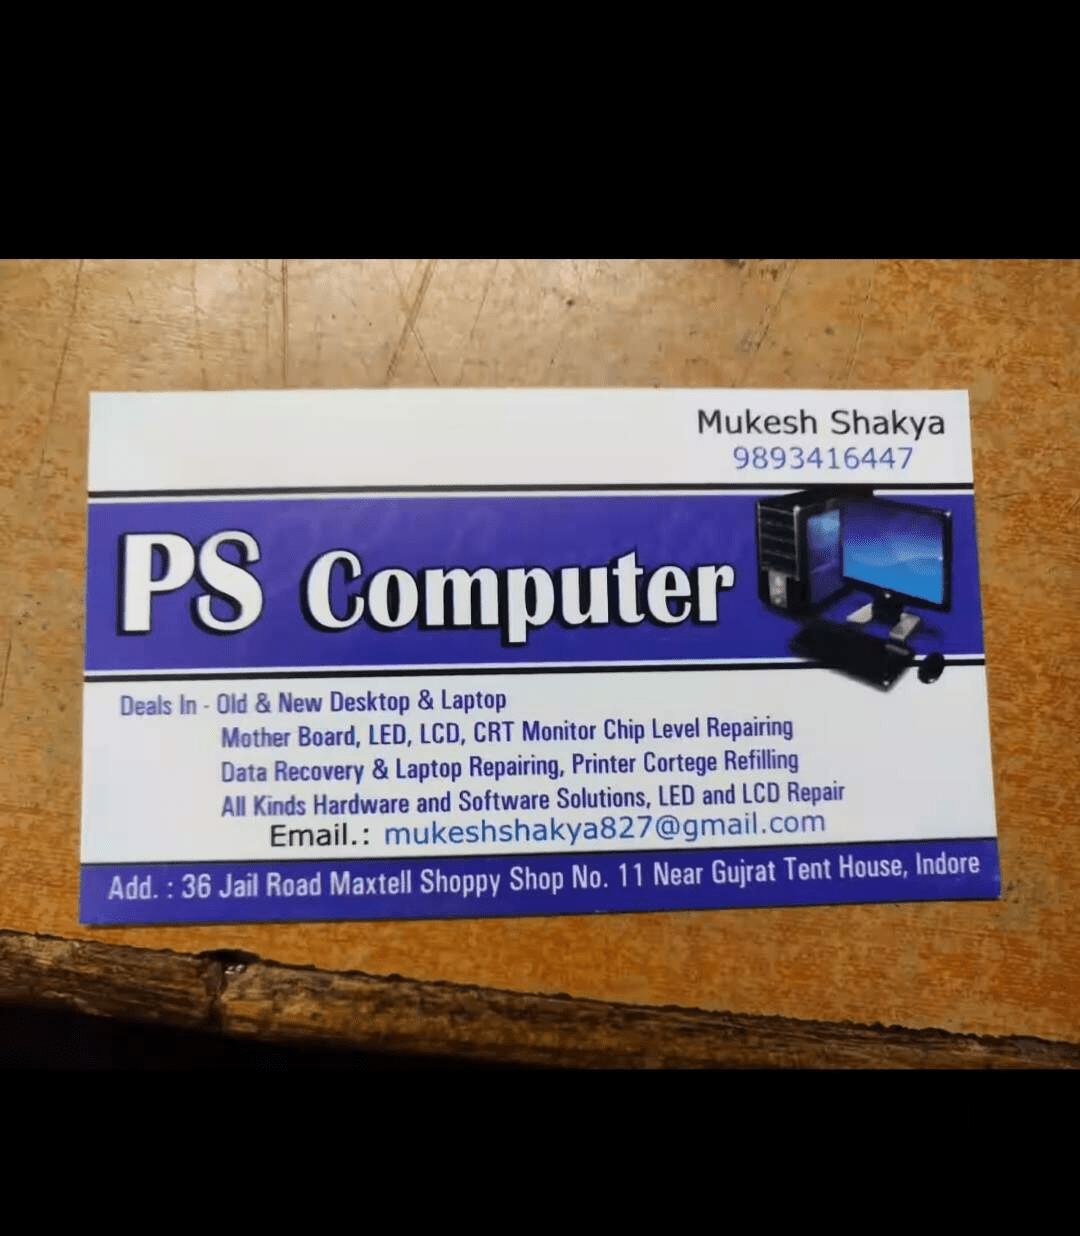 Mukesh Shakya
9893416447
PS Computer
Deals In - Old & New Desktop & Laptop
Mother Board, LED, LCD, CRT Monitor Chip Level Repairing
Data Recovery & Laptop Repairing, Printer Cortege Refilling
All Kinds Hardware and Software Solutions, LED and LCD Repair
Email.: mukeshshakya827@gmail.com
Add. : 36 Jail Road Maxtell Shoppy Shop No. 11 Near Gujrat Tent House, Indore